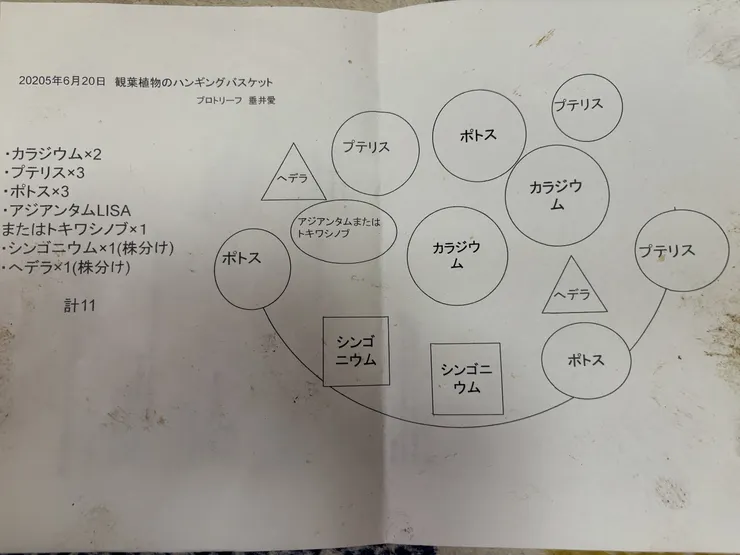 20205年6月20日 観葉植物のハンギングバスケット
プロトリーフ 垂井愛
・カラジウム×2
・プテリス×3
・ポトス×3
・アジアンタムLISA
またはトキワシノブ×1
・シンゴニウム×1(株分け)
・ヘデラ×1(株分け)
計11
プテリス
ポトス
プテリス
ヘデラ
カラジウ
ム
アジアンタムまたは
トキワシノブ
カラジウ
ム
プテリス
ポトス
ヘデラ
シンゴ
ニウム
シンゴニ
ウム
ポトス